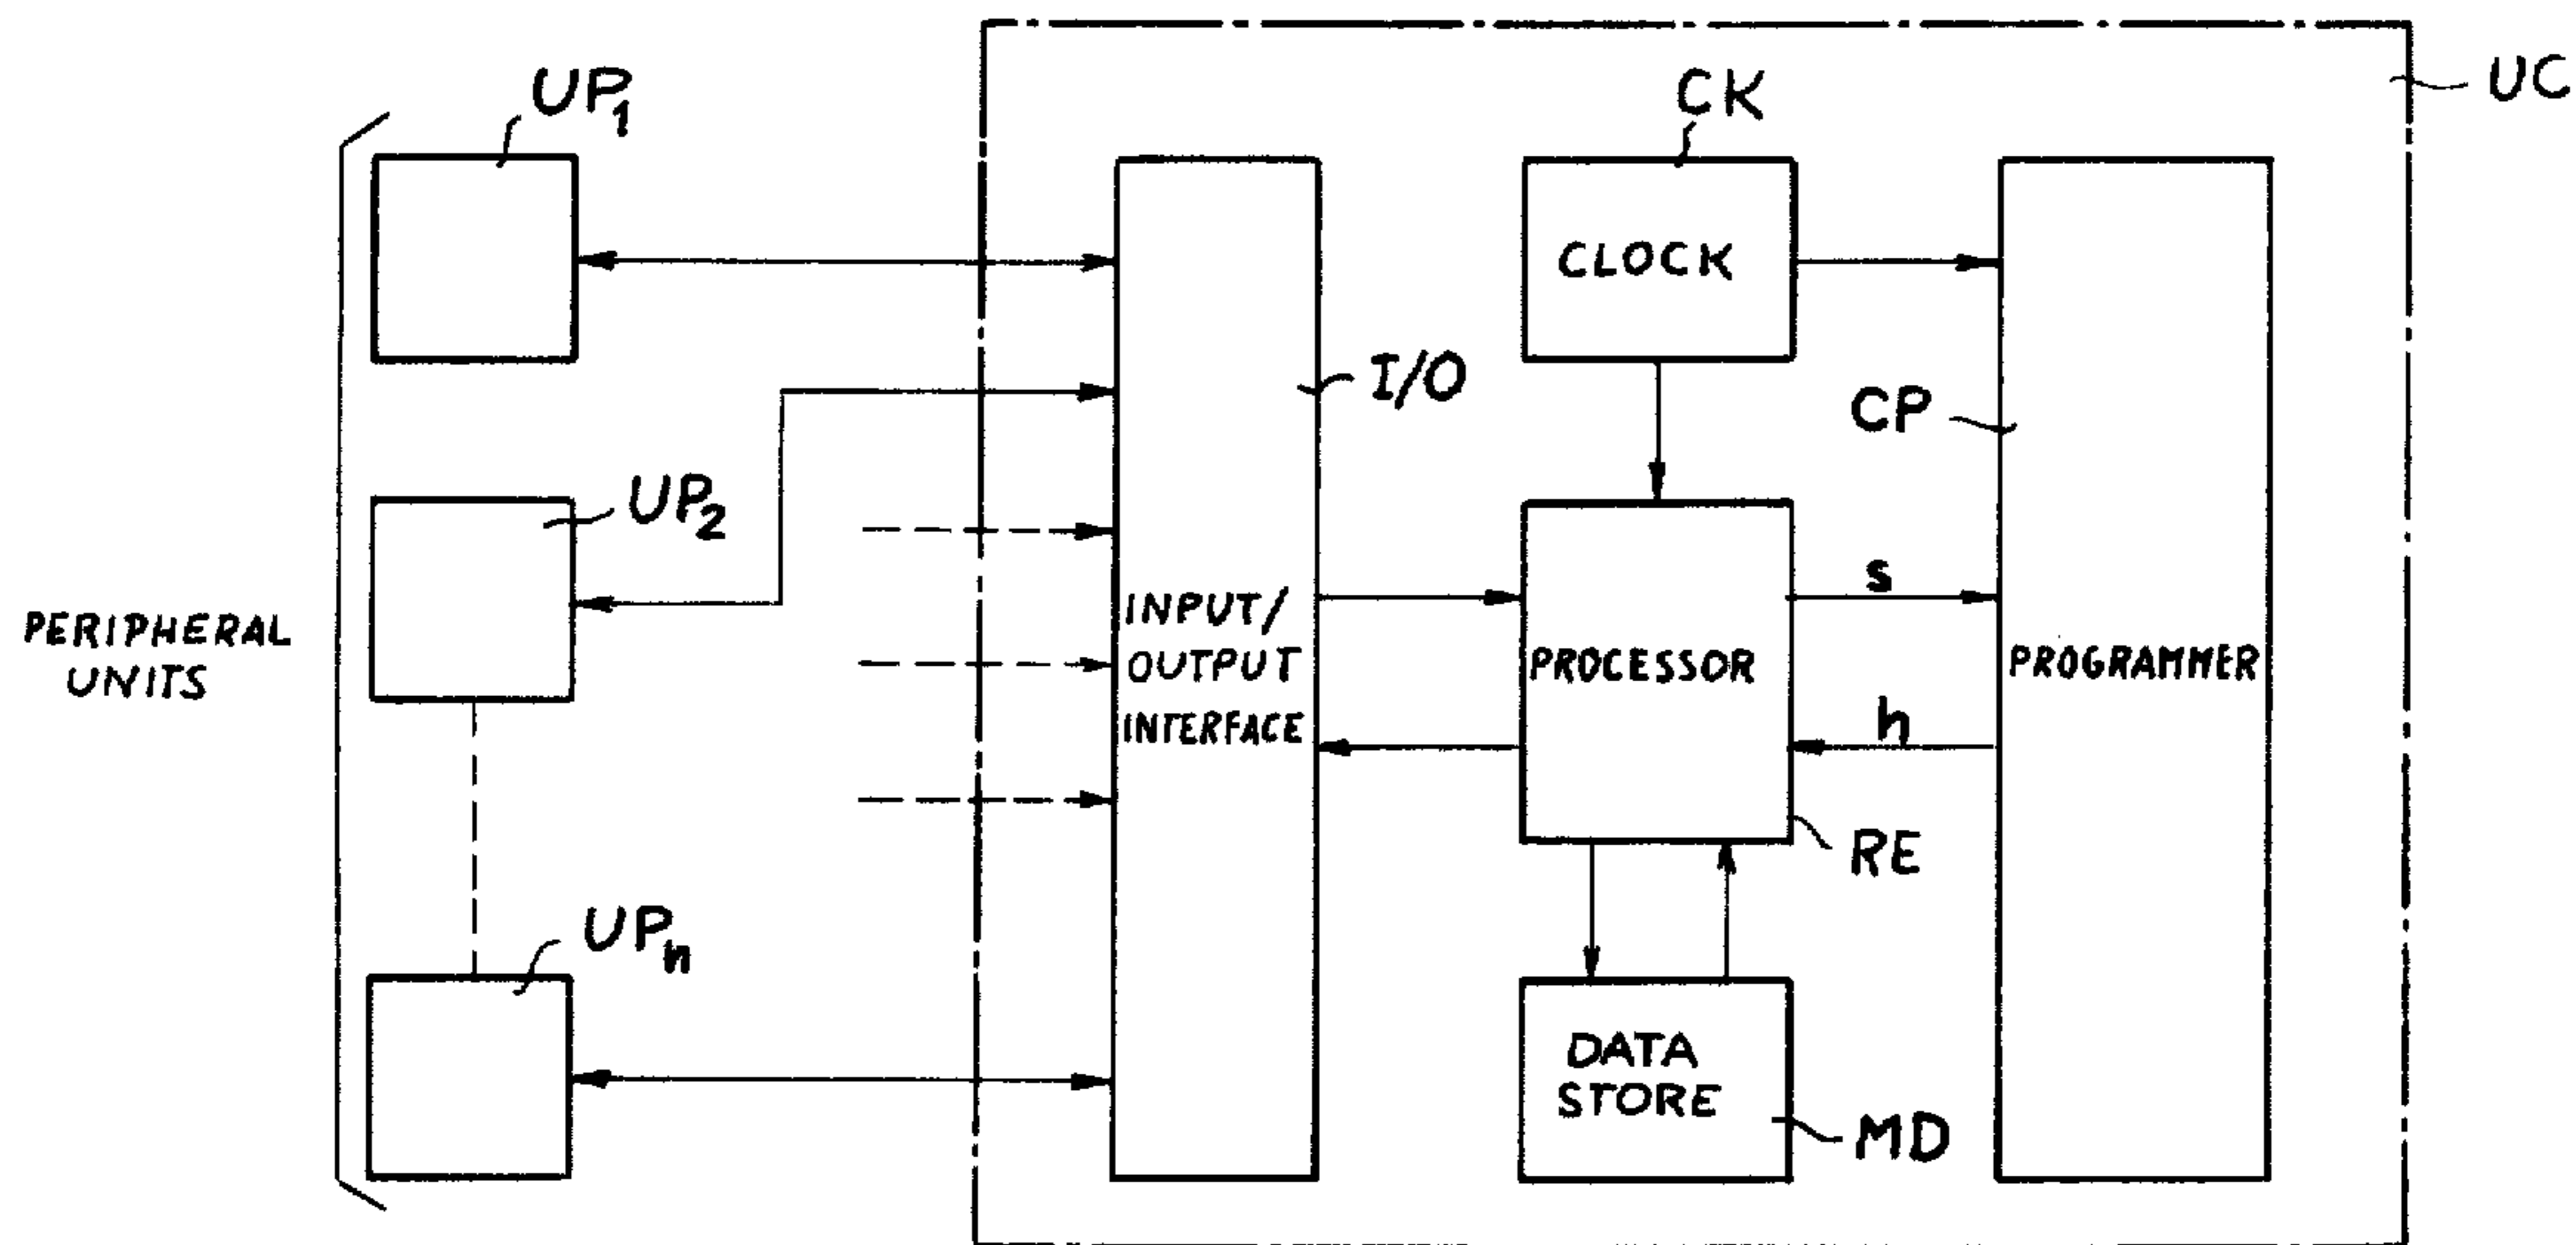 UP1
CK
UC
CLOCK
I/O
CP
UP2
s
PERIPHERAL
UNITS
INPUT/
OUTPUT
INTERFACE
PROCESSOR
PROGRAMMER
h
RE
UPn
DATA
STORE
MD